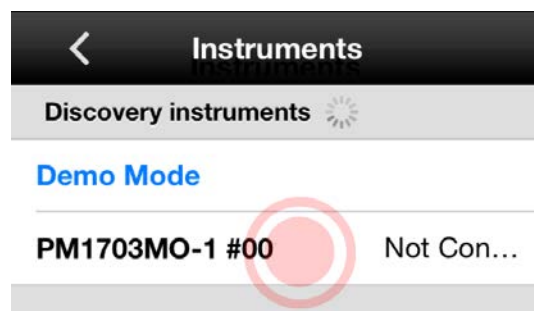 Instruments
Discovery instruments
Demo Mode
PM1703MO-1 #00 Not Con...